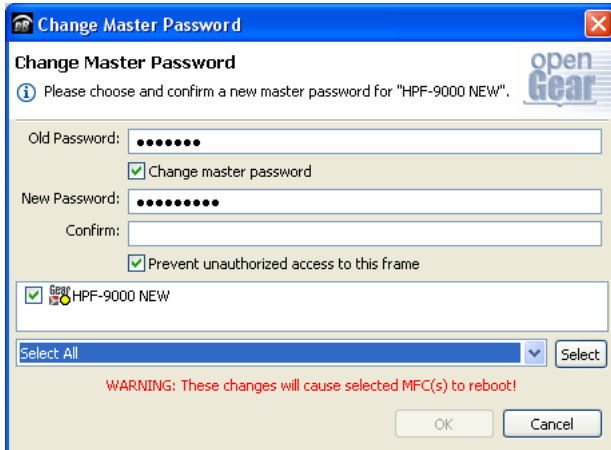 Change Master Password
Change Master Password
Please choose and confirm a new master password for "HPF-9000 NEW".
open
Gear
Old Password: •••••••
Change master password
New Password: •••••••••
Confirm:
Prevent unauthorized access to this frame
Gear HPF-9000 NEW
Select All
Select
WARNING: These changes will cause selected MFC(s) to reboot!
OK
Cancel